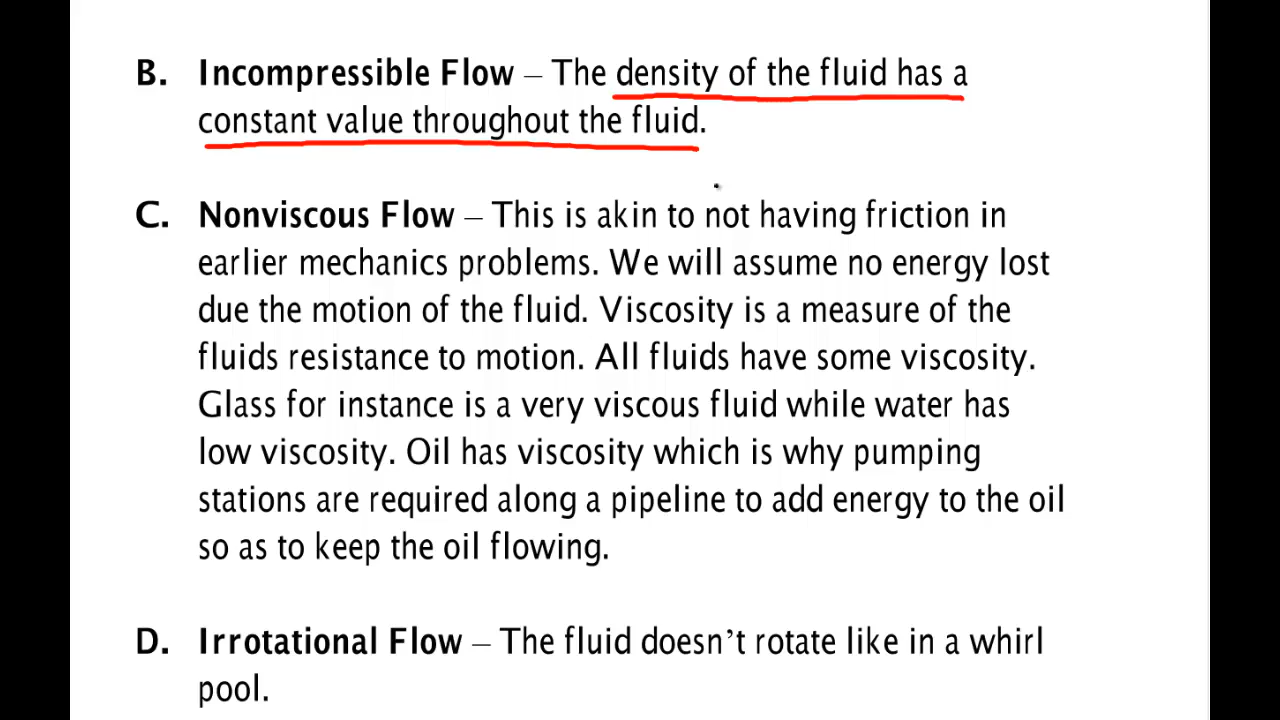 B. Incompressible Flow – The density of the fluid has a
constant value throughout the fluid.
C. Nonviscous Flow – This is akin to not having friction in
earlier mechanics problems. We will assume no energy lost
due the motion of the fluid. Viscosity is a measure of the
fluids resistance to motion. All fluids have some viscosity.
Glass for instance is a very viscous fluid while water has
low viscosity. Oil has viscosity which is why pumping
stations are required along a pipeline to add energy to the oil
so as to keep the oil flowing.
D. Irrotational Flow – The fluid doesn’t rotate like in a whirl
pool.